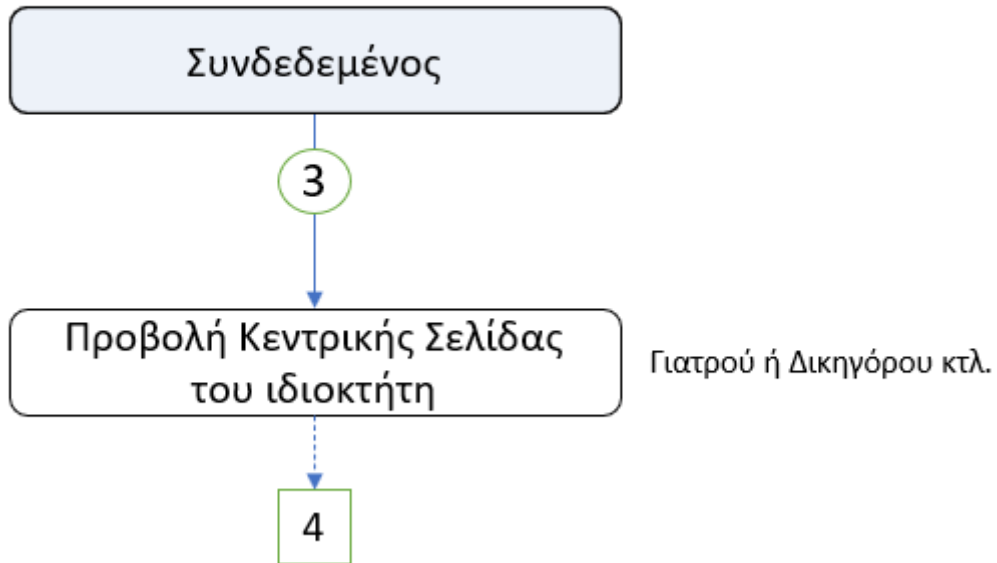 Συνδεδεμένος
3
Προβολή Κεντρικής Σελίδας
του ιδιοκτήτη
Γιατρού ή Δικηγόρου κτλ.
4